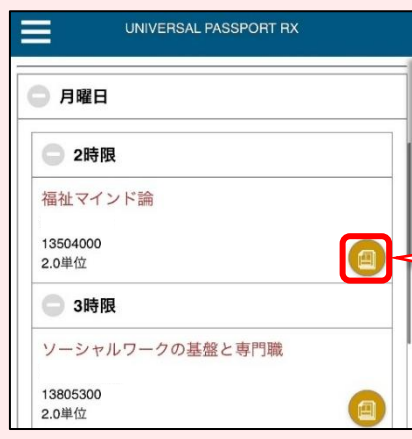 UNIVERSAL PASSPORT RX
月曜日
2時限
福祉マインド論
13504000
2.0単位
3時限
ソーシャルワークの基盤と専門職
13805300
2.0単位